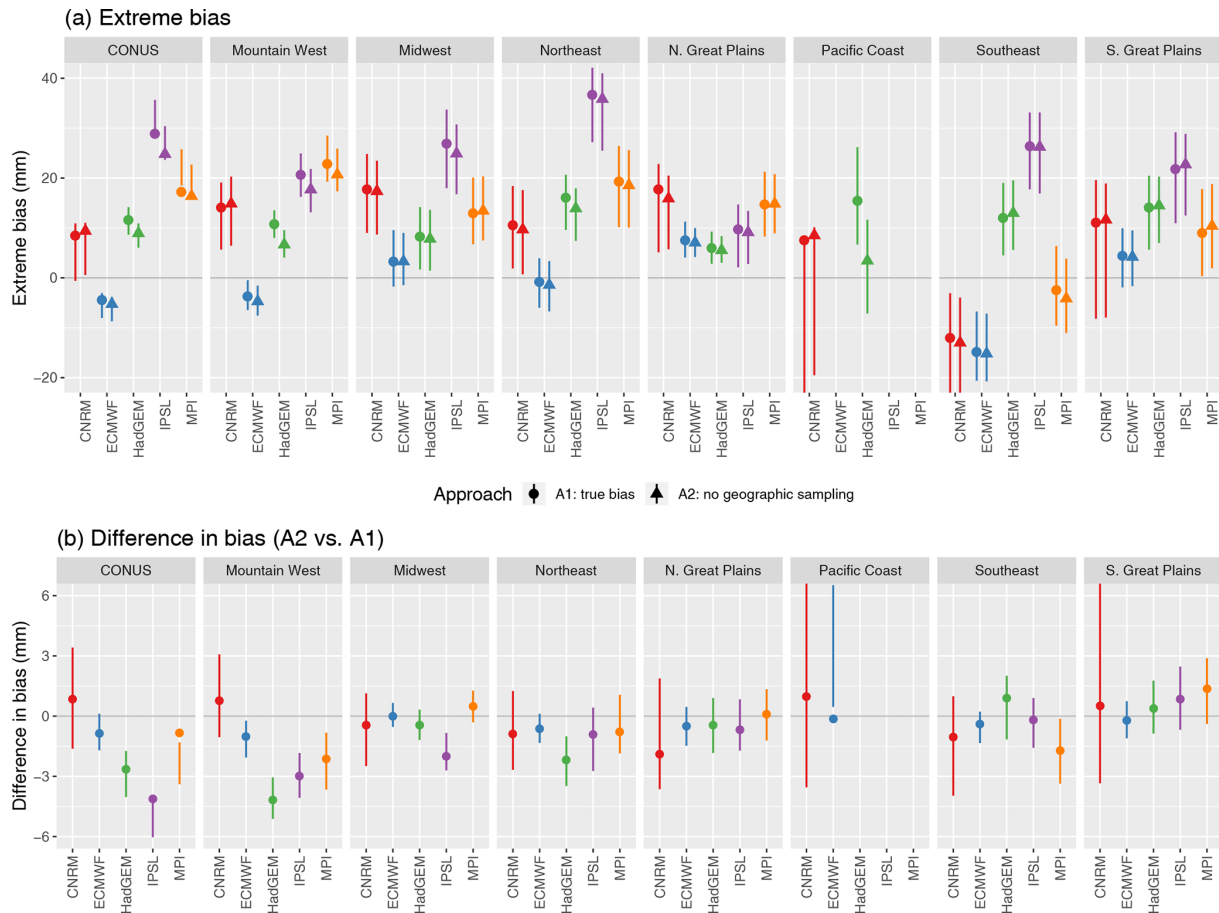 (a) Extreme bias
CONUS Mountain West Midwest Northeast N. Great Plains Pacific Coast Southeast S. Great Plains
Extreme bias (mm)
40
20
0
−20
CNRM ECMWF HadGEM IPSL MPI CNRM ECMWF HadGEM IPSL MPI CNRM ECMWF HadGEM IPSL MPI CNRM ECMWF HadGEM IPSL MPI CNRM ECMWF HadGEM IPSL MPI CNRM ECMWF HadGEM IPSL MPI CNRM ECMWF HadGEM IPSL MPI CNRM ECMWF HadGEM IPSL MPI
Approach A1: true bias A2: no geographic sampling
(b) Difference in bias (A2 vs. A1)
CONUS Mountain West Midwest Northeast N. Great Plains Pacific Coast Southeast S. Great Plains
Difference in bias (mm)
6
3
0
−3
−6
CNRM ECMWF HadGEM IPSL MPI CNRM ECMWF HadGEM IPSL MPI CNRM ECMWF HadGEM IPSL MPI CNRM ECMWF HadGEM IPSL MPI CNRM ECMWF HadGEM IPSL MPI CNRM ECMWF HadGEM IPSL MPI CNRM ECMWF HadGEM IPSL MPI CNRM ECMWF HadGEM IPSL MPI